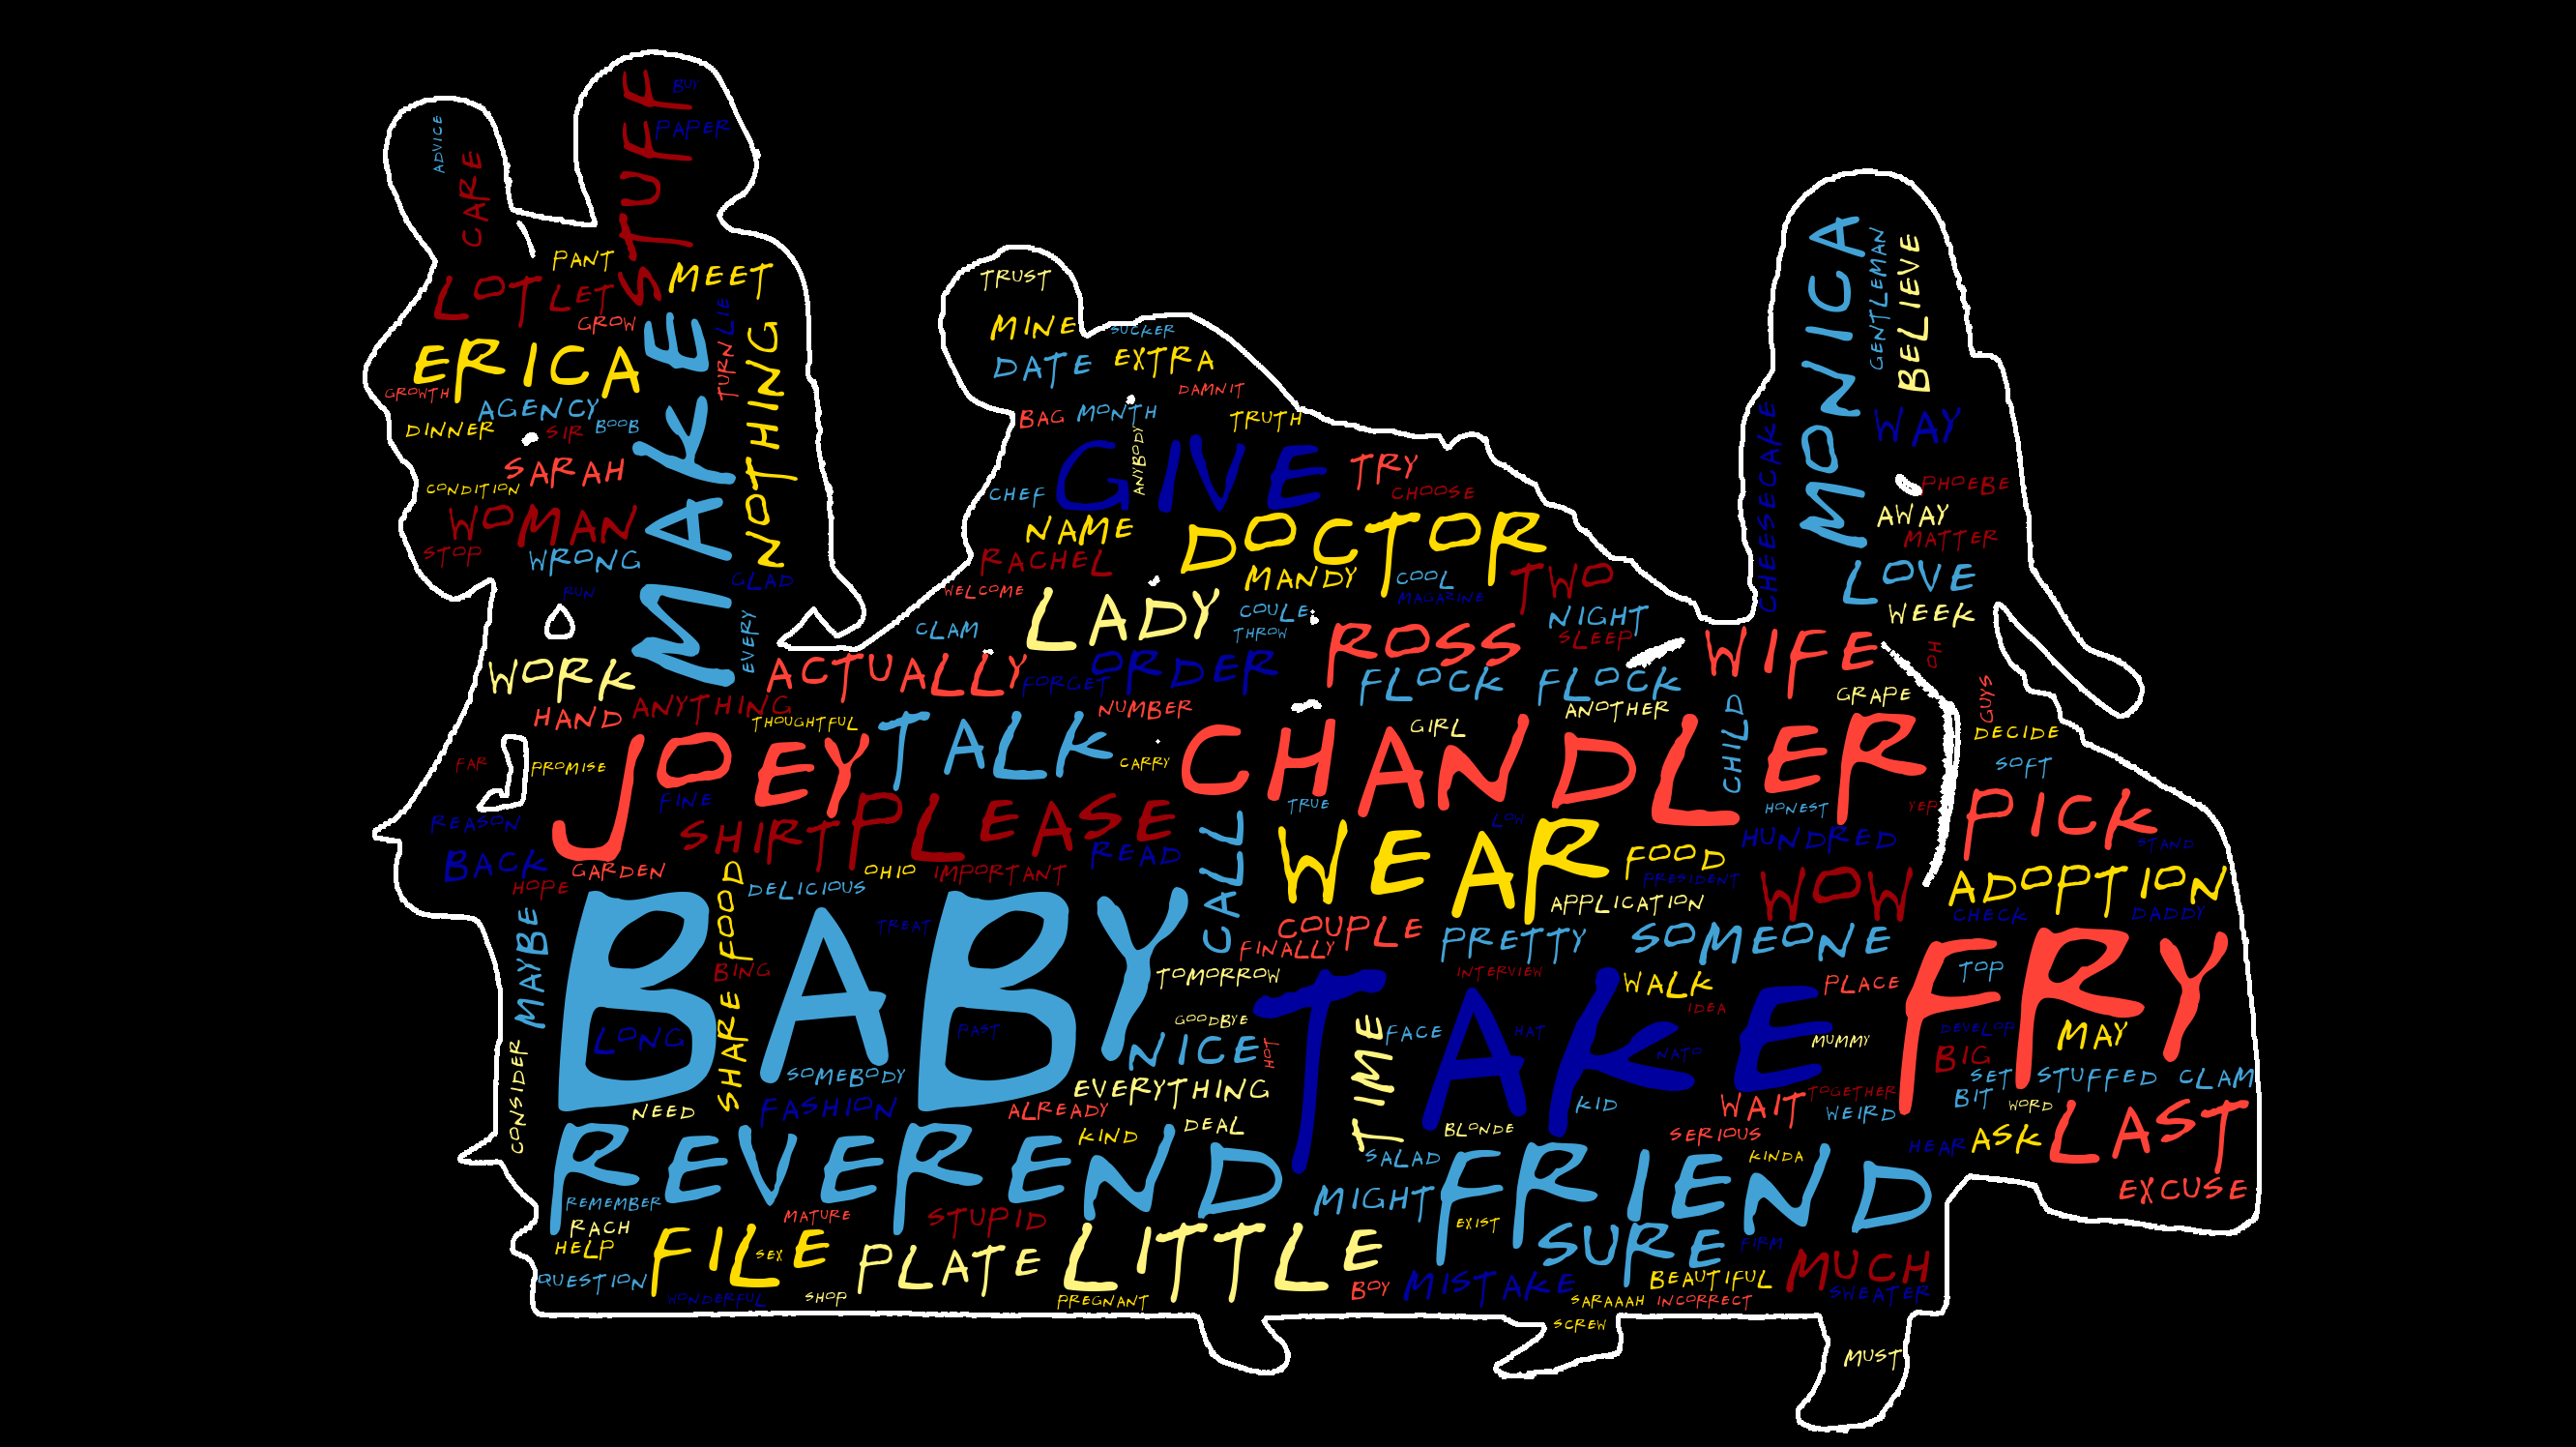 BUY
STUFF
PAPER
ADVICE
CARE
PANT
MEET
LOT
LET
GROW
TURN
LIE
MAKE
NOTHING
ERICA
GROWTH
AGENCY
DINNER
SIR
BOOB
SARAH
CONDITION
WOMAN
STOP
WRONG
RUN
GLAD
EVERY
TRUST
MINE
SUCKER
DATE
EXTRA
DAMNIT
BAG
MONTH
TRUTH
ANYBODY
GIVE
TRY
CHOOSE
CHEF
NAME
DOCTOR
RACHEL
MANDY
COOL
MAGAZINE
TWO
WELCOME
LADY
COULE
THROW
NIGHT
SLEEP
CLAM
ROSS
MONICA
GENTLEMAN
BELIEVE
CHEESECAKE
WAY
PHOEBE
AWAY
MATTER
LOVE
WEEK
WIFE
OH
WORK
ACTUALLY
FORGET
ORDER
FLOCK
FLOCK
GRAPE
GUYS
HAND
ANYTHING
THOUGHTFUL
NUMBER
ANOTHER
CHILD
DECIDE
JOEY
TALK
GIRL
CHANDLER
FAR
PROMISE
CARRY
SOFT
FINE
TRUE
HONEST
YEP
PICK
REASON
SHIRT
PLEASE
READ
CALL
LOW
WEAR
HUNDRED
STAND
BACK
GARDEN
OHIO
IMPORTANT
FOOD
PRESIDENT
WOW
ADOPTION
HOPE
DELICIOUS
APPLICATION
CHECK
DADDY
MAYBE
SHARE
FOOD
BABY
TREAT
COUPLE
FINALLY
PRETTY
SOMEONE
FRY
BING
TOMORROW
INTERVIEW
WALK
PLACE
TOP
TAKE
IDEA
LONG
PAST
GOODBYE
NICE
HOT
TIME
FACE
HAT
NATO
MUMMY
DEVELOP
MAY
BIG
CONSIDER
SOMEBODY
EVERYTHING
TOGETHER
SET
STUFFED
CLAM
NEED
FASHION
ALREADY
KID
WAIT
WEIRD
BIT
WORD
DEAL
BLONDE
SERIOUS
HEAR
ASK
LAST
REVEREND
KIND
SALAD
FRIEND
KINDA
REMEMBER
MIGHT
EXCUSE
RACH
MATURE
STUPID
EXIST
HELP
FILE
SEX
PLATE
LITTLE
SURE
FIRM
MUCH
QUESTION
BOY
MISTAKE
BEAUTIFUL
SWEATER
WONDERFUL
SHOP
PREGNANT
SARAAAH
INCORRECT
SCREW
MUST